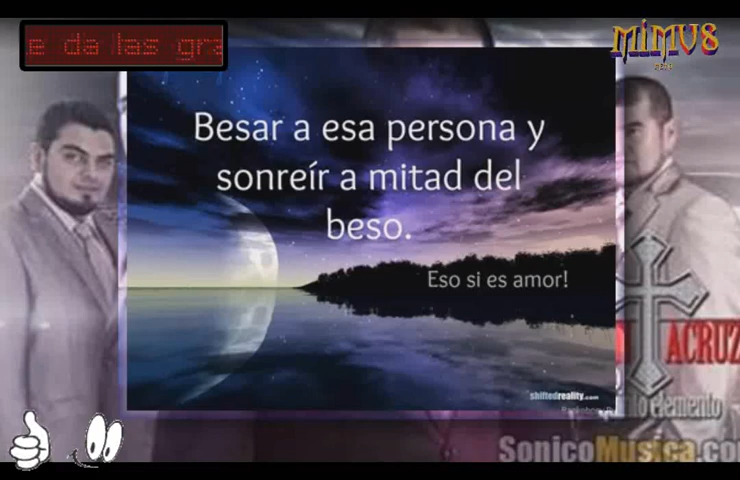 e da las gra
MiMV8
Besar a esa persona y
sonreír a mitad del
beso.
Eso si es amor!
ACRUZ
shiftedreality.com
elemento
SonicoMusica.co